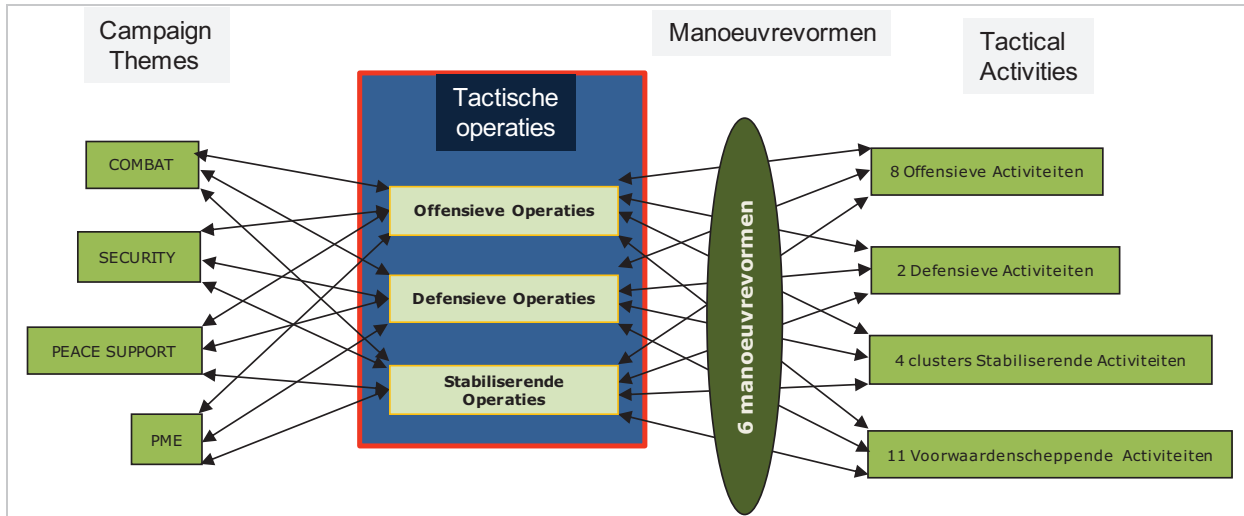 Campaign
Themes
Tactische
operaties
Manoeuvrevormen
Tactical
Activities
COMBAT
SECURITY
PEACE SUPPORT
PME
Offensieve Operaties
Defensieve Operaties
Stabiliserende
Operaties
6 manoeuvrevormen
8 Offensieve Activiteiten
2 Defensieve Activiteiten
4 clusters Stabiliserende Activiteiten
11 Voorwaardenscheppende Activiteiten